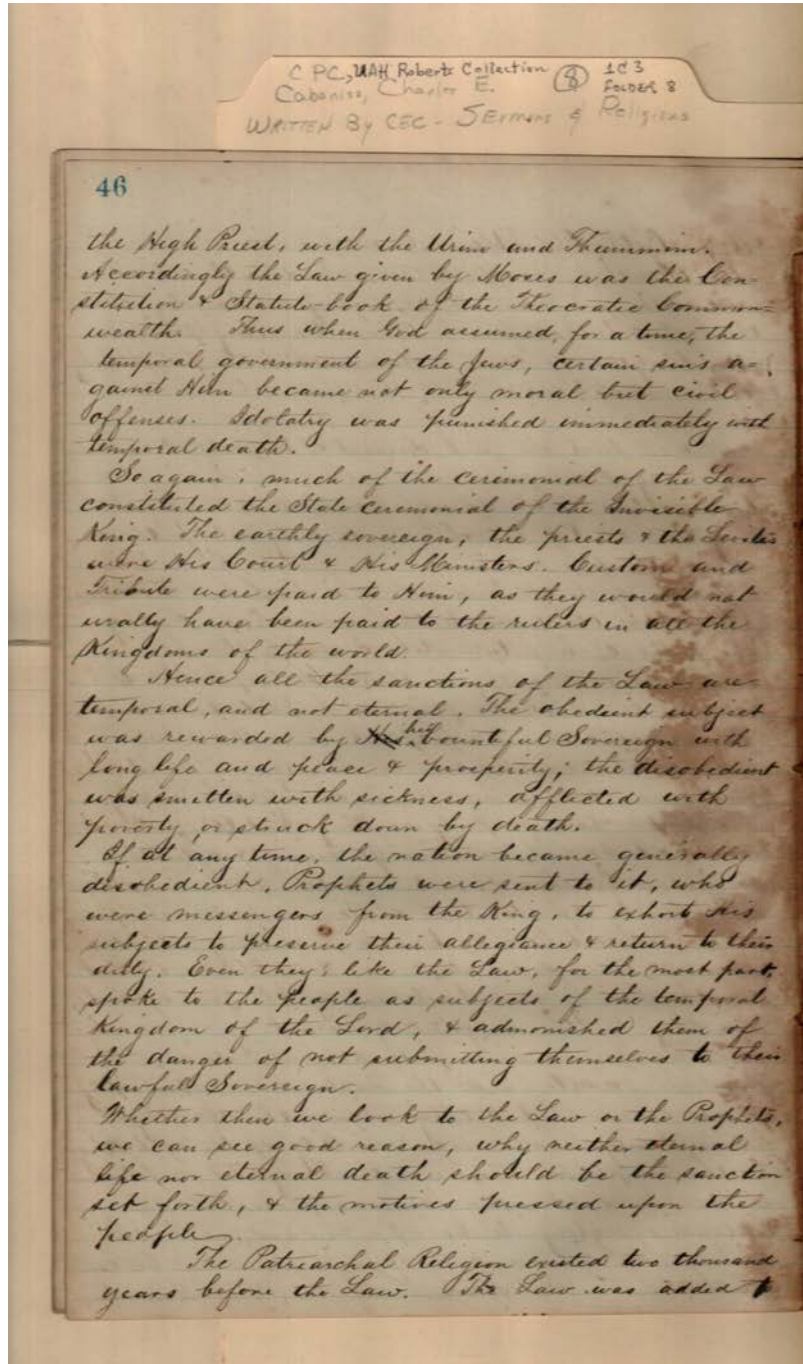 CPC, UAH Roberts Collection 8 1C3
Cabaniss, Charles E. FOLDER 8
WRITTEN BY CEC - SERMONS & Religions
46
the High Priest, with the Urim and Thummim.
Accordingly the Law given by Moses was the Con-
stitution & Statute-book of the Theocratic Common=
wealth. Thus when God assumed, for a time, the
temporal government of the Jews, certain sins a=
gainst Him became not only moral but civil
offenses. Idolatry was punished immediately with
temporal death.
So again, much of the ceremonial of the Law
constituted the State ceremonial of the Invisible
King. The earthly sovereign, the priests & the Levites
were His Court & His Ministers. Custom and
Tribute were paid to Him, as they would nat
urally have been paid to the rulers in all the
Kingdoms of the world.
Hence all the sanctions of the Law are
temporal, and not eternal. The obedient subject
was rewarded by His his bountiful Sovereign with
long life and peace & prosperity; the disobedient
was smitten with sickness, afflicted with
poverty, or struck down by death.
If at any time, the nation became generally
disobedient, Prophets were sent to it, who
were messengers from the King, to exhort His
subjects to preserve their allegiance & return to their
duty. Even they, like the Law, for the most part,
spoke to the people as subjects of the temporal
Kingdom of the Lord, & admonished them of
the danger of not submitting themselves to their
lawful Sovereign.
Whether then we look to the Law or the Prophets,
we can see good reason, why neither eternal
life nor eternal death should be the sanction
set forth, & the motives pressed upon the
people.
The Patriarchal Religion existed two thousand
years before the Law. The Law was added to